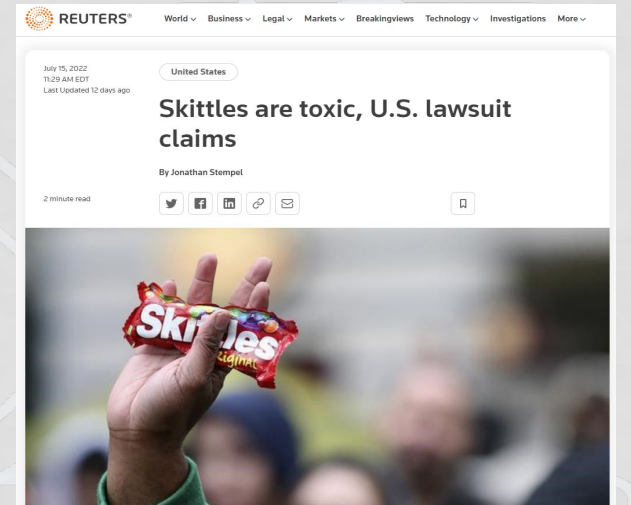 REUTERS®
World Business Legal Markets Breakingviews Technology Investigations More
July 15, 2022
11:29 AM EDT
Last Updated 12 days ago
United States
Skittles are toxic, U.S. lawsuit
claims
By Jonathan Stempel
2 minute read
Skittles
Original